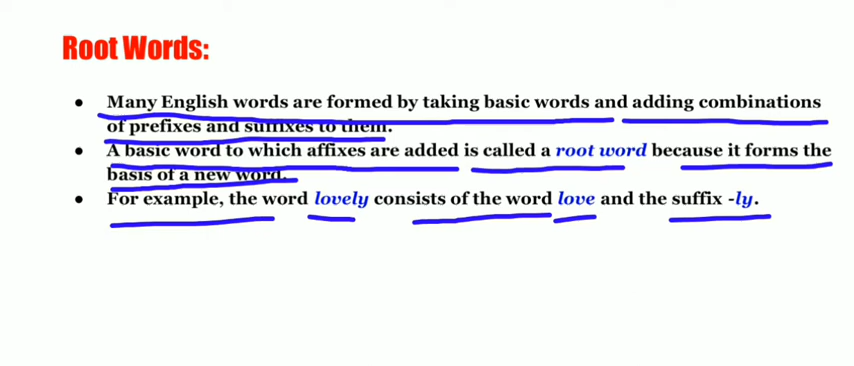 Root Words:
• Many English words are formed by taking basic words and adding combinations
of prefixes and suffixes to them.
• A basic word to which affixes are added is called a root word because it forms the
basis of a new word.
• For example, the word lovely consists of the word love and the suffix -ly.